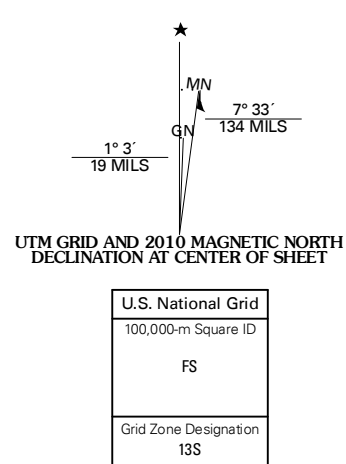 ★
MN
7° 33´
134 MILS
GN
1° 3´
19 MILS
UTM GRID AND 2010 MAGNETIC NORTH
DECLINATION AT CENTER OF SHEET
U.S. National Grid
100,000-m Square ID
FS
Grid Zone Designation
13S